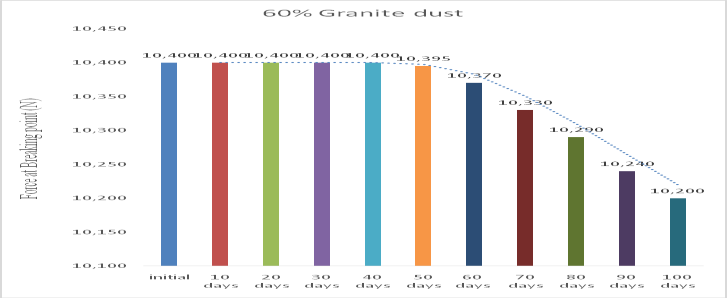 60% Granite dust
10,450
10,400
10,350
10,300
10,250
10,200
10,150
10,100
Force at Breaking point (N)
10,400 10,400 10,400 10,400 10,400 10,395 10,370 10,330 10,290 10,240 10,200
initial 10 20 30 40 50 60 70 80 90 100
days days days days days days days days days days